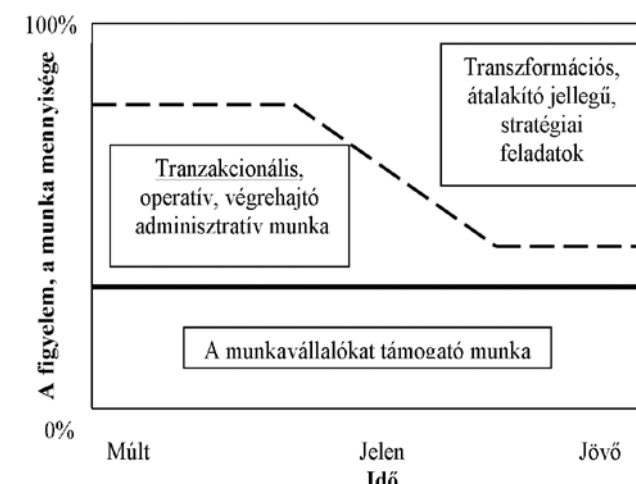 100%
A figyelem, a munka mennyisége
Transzformációs,
átalakító jellegű,
stratégiai
feladatok
Tranzakcionális,
operatív, végrehajtó
adminisztratív munka
A munkavállalókat támogató munka
0%
Múlt
Jelen
Jövő
Idő